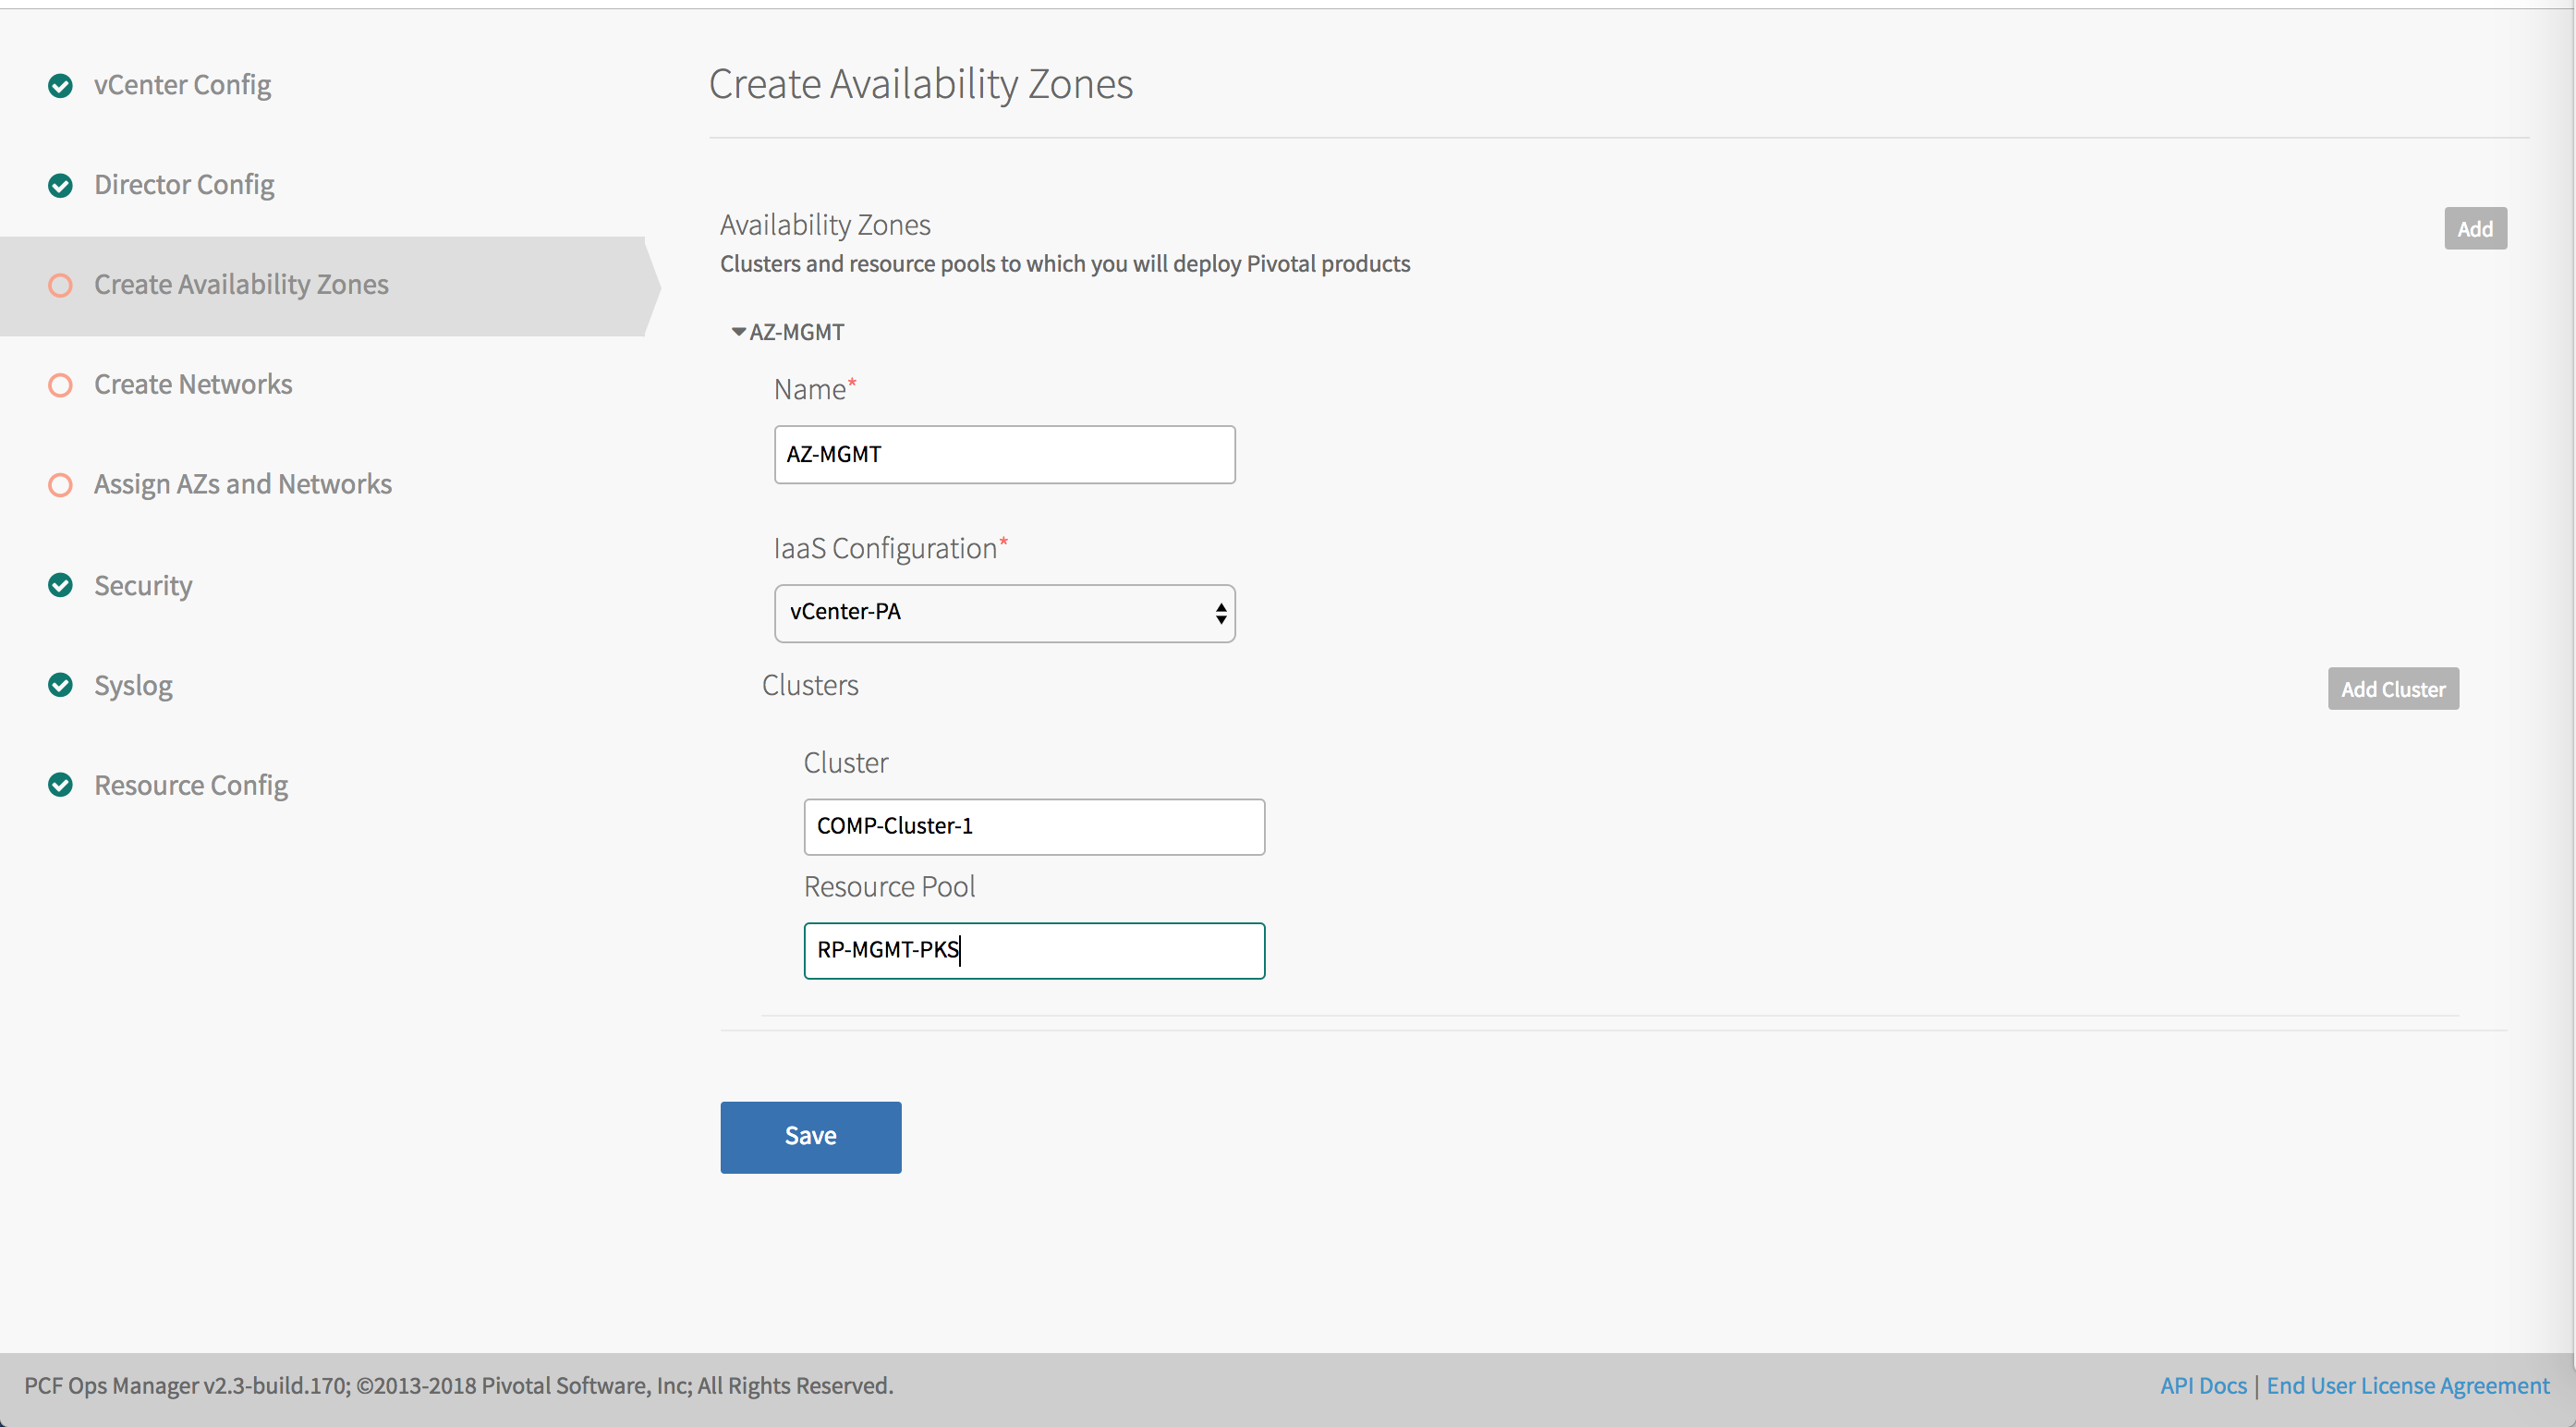 vCenter Config
Director Config
Create Availability Zones
Create Networks
Assign AZs and Networks
Security
Syslog
Resource Config
Create Availability Zones
Availability Zones
Add
Clusters and resource pools to which you will deploy Pivotal products
AZ-MGMT
Name*
AZ-MGMT
IaaS Configuration*
vCenter-PA
Clusters
Add Cluster
Cluster
COMP-Cluster-1
Resource Pool
RP-MGMT-PKS
Save
PCF Ops Manager v2.3-build.170; ©2013-2018 Pivotal Software, Inc; All Rights Reserved.
API Docs | End User License Agreement